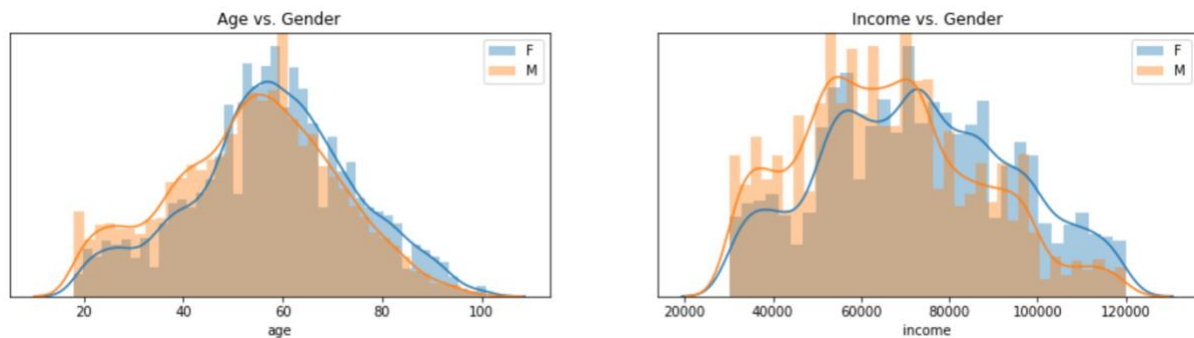 Age vs. Gender
F
M
20 40 60 80 100
age
Income vs. Gender
F
M
20000 40000 60000 80000 100000 120000
income